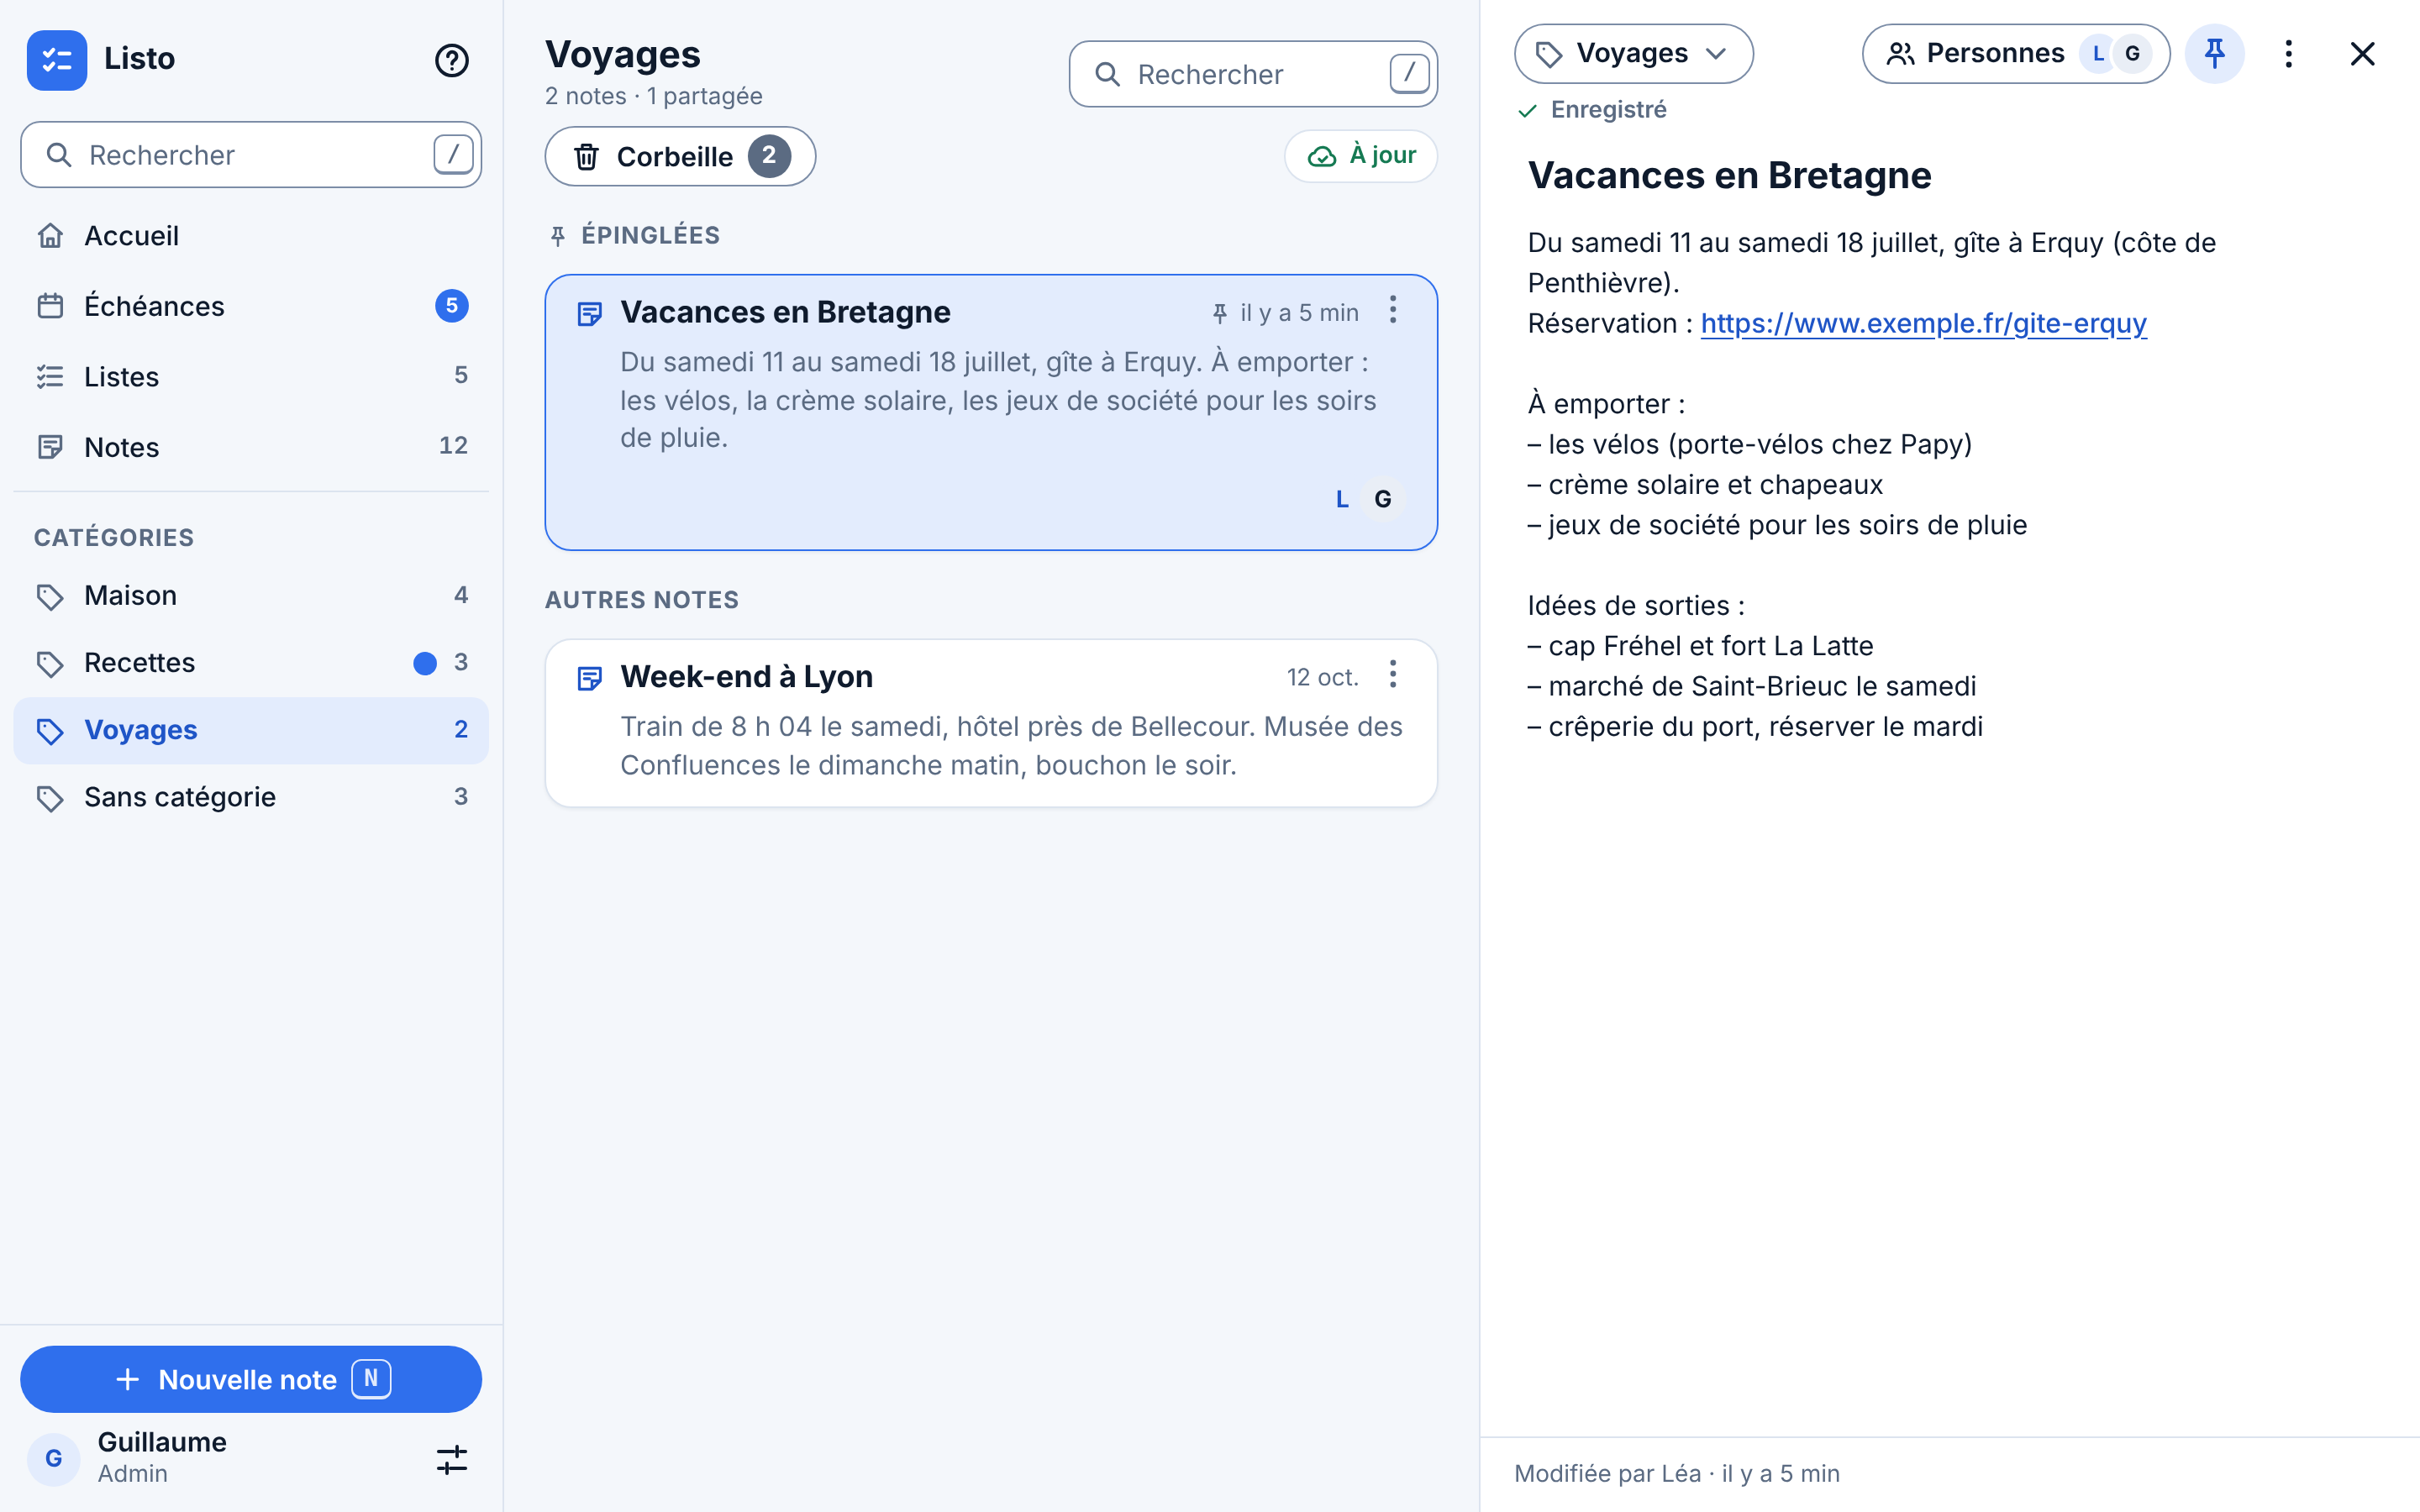 Listo
Rechercher /
Accueil
Échéances 5
Listes 5
Notes 12
CATÉGORIES
Maison 4
Recettes 3
Voyages 2
Sans catégorie 3
Nouvelle note N
G Guillaume
Admin
Voyages
2 notes · 1 partagée
Rechercher /
Corbeille 2
À jour
ÉPINGLÉES
Vacances en Bretagne il y a 5 min
Du samedi 11 au samedi 18 juillet, gîte à Erquy. À emporter :
les vélos, la crème solaire, les jeux de société pour les soirs
de pluie.
L G
AUTRES NOTES
Week-end à Lyon 12 oct.
Train de 8 h 04 le samedi, hôtel près de Bellecour. Musée des
Confluences le dimanche matin, bouchon le soir.
Voyages
Personnes L G
Enregistré
Vacances en Bretagne
Du samedi 11 au samedi 18 juillet, gîte à Erquy (côte de
Penthièvre).
Réservation : https://www.exemple.fr/gite-erquy
À emporter :
– les vélos (porte-vélos chez Papy)
– crème solaire et chapeaux
– jeux de société pour les soirs de pluie
Idées de sorties :
– cap Fréhel et fort La Latte
– marché de Saint-Brieuc le samedi
– crêperie du port, réserver le mardi
Modifiée par Léa · il y a 5 min